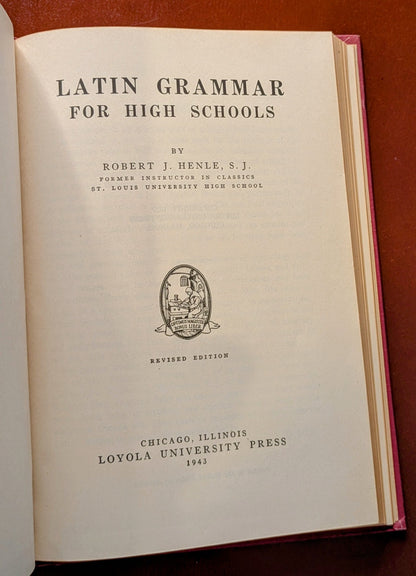 LATIN GRAMMAR
FOR HIGH SCHOOLS
BY
ROBERT J. HENLE, S. J.
FORMER INSTRUCTOR IN CLASSICS
ST. LOUIS UNIVERSITY HIGH SCHOOL
REVISED EDITION
CHICAGO, ILLINOIS
LOYOLA UNIVERSITY PRESS
1943